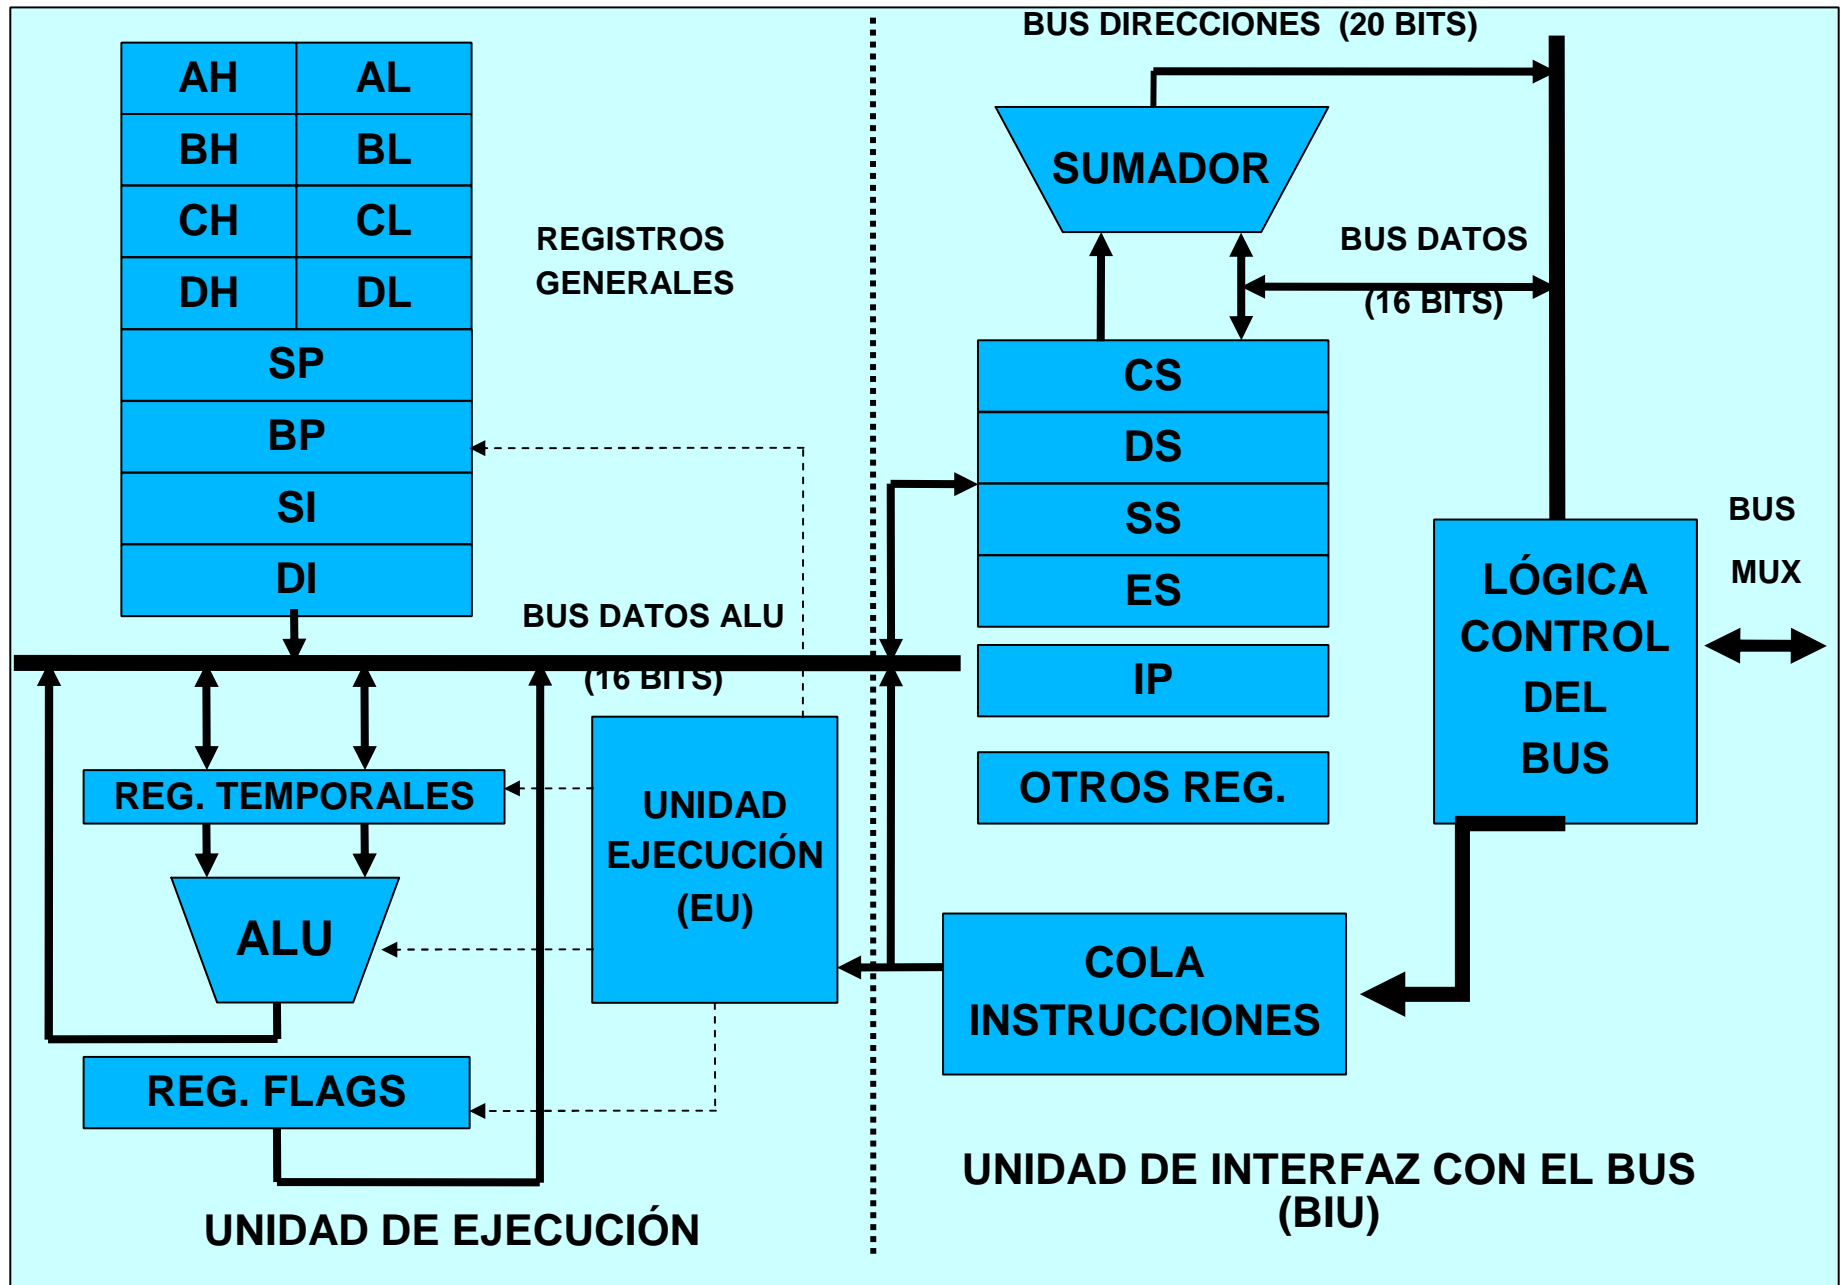 BUS DIRECCIONES (20 BITS)
AH
AL
BH
BL
CH
CL
DH
DL
SP
BP
SI
DI
REGISTROS
GENERALES
BUS DATOS ALU
(16 BITS)
REG. TEMPORALES
ALU
REG. FLAGS
UNIDAD
EJECUCIÓN
(EU)
UNIDAD DE EJECUCIÓN
SUMADOR
BUS DATOS
(16 BITS)
CS
DS
SS
ES
IP
OTROS REG.
LÓGICA
CONTROL
DEL
BUS
BUS
MUX
COLA
INSTRUCCIONES
UNIDAD DE INTERFAZ CON EL BUS
(BIU)